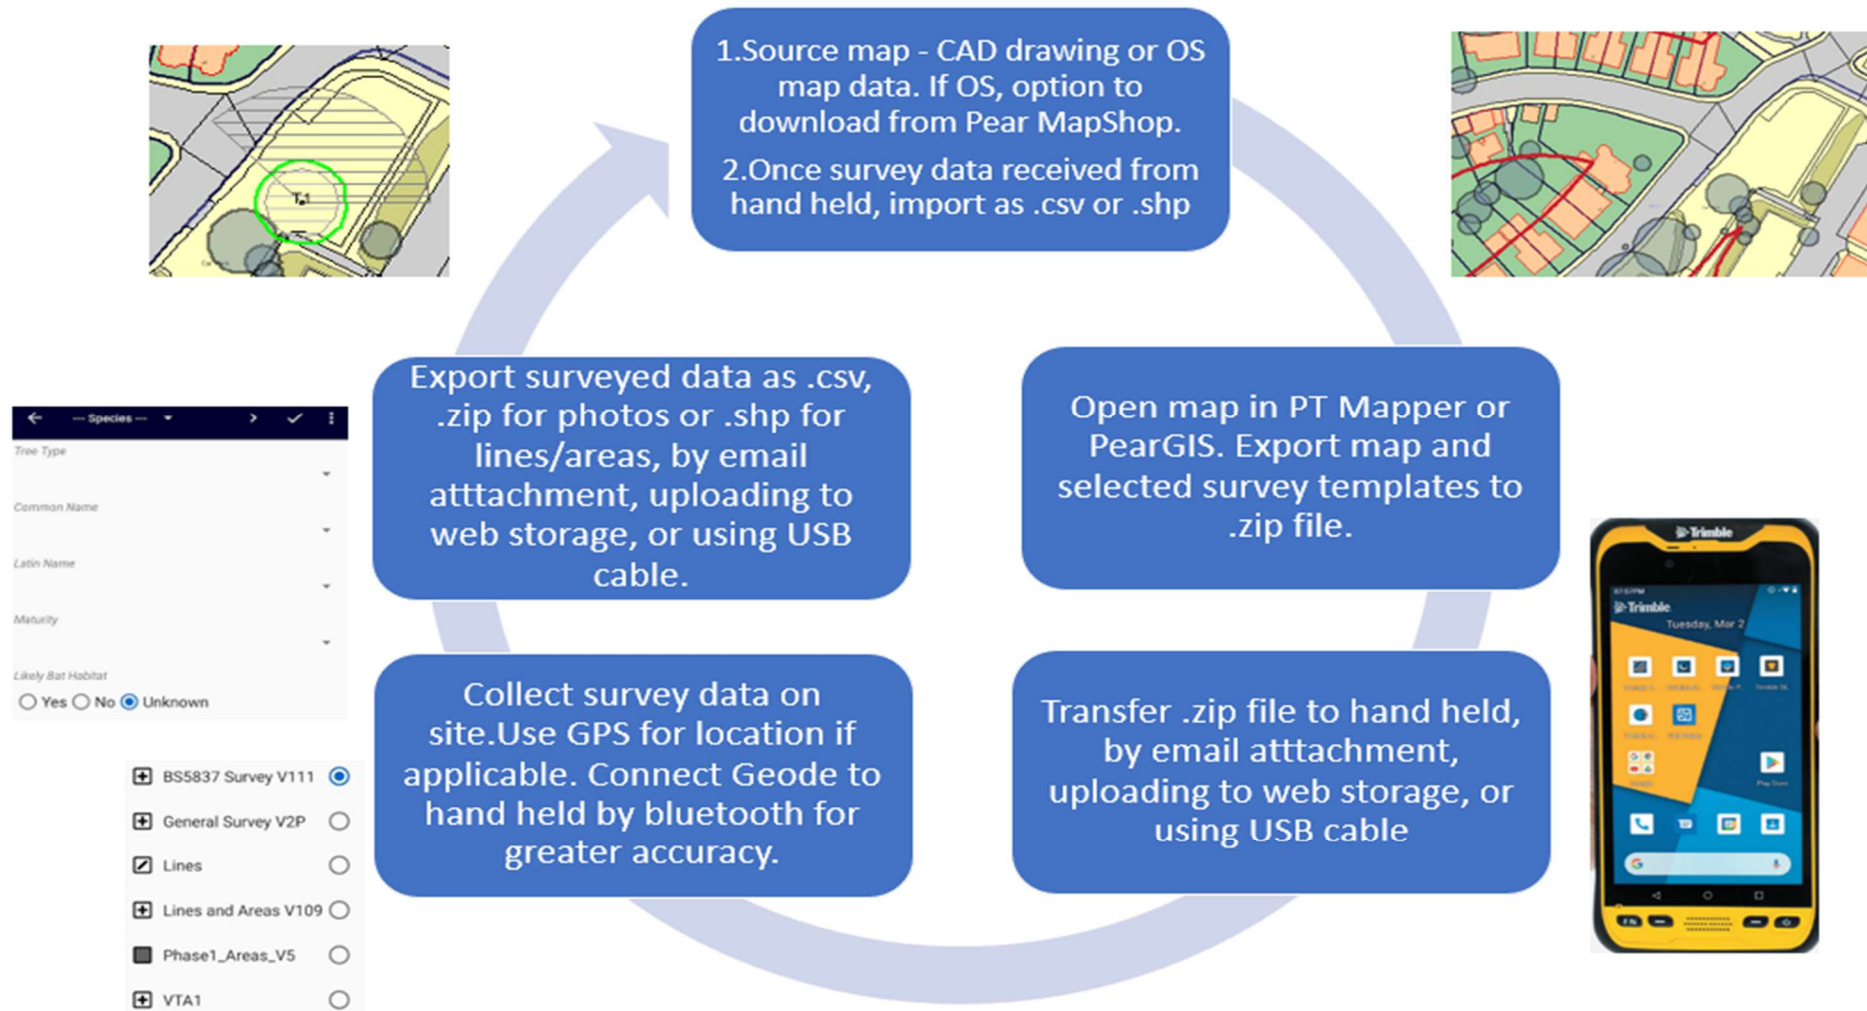 1.Source map - CAD drawing or OS
map data. If OS, option to
download from Pear MapShop.
2.Once survey data received from
hand held, import as .csv or .shp
Open map in PT Mapper or
PearGIS. Export map and
selected survey templates to
.zip file.
Transfer .zip file to hand held,
by email atttachment,
uploading to web storage, or
using USB cable
Collect survey data on
site.Use GPS for location if
applicable. Connect Geode to
hand held by bluetooth for
greater accuracy.
Export surveyed data as .csv,
.zip for photos or .shp for
lines/areas, by email
atttachment, uploading to
web storage, or using USB
cable.
--- Species ---
Tree Type
Common Name
Latin Name
Maturity
Likely Bat Habitat
Yes No Unknown
BS5837 Survey V111
General Survey V2P
Lines
Lines and Areas V109
Phase1_Areas_V5
VTA1
Trimble
07:57PM
Trimble
Tuesday, Mar 2
Play Store
FN